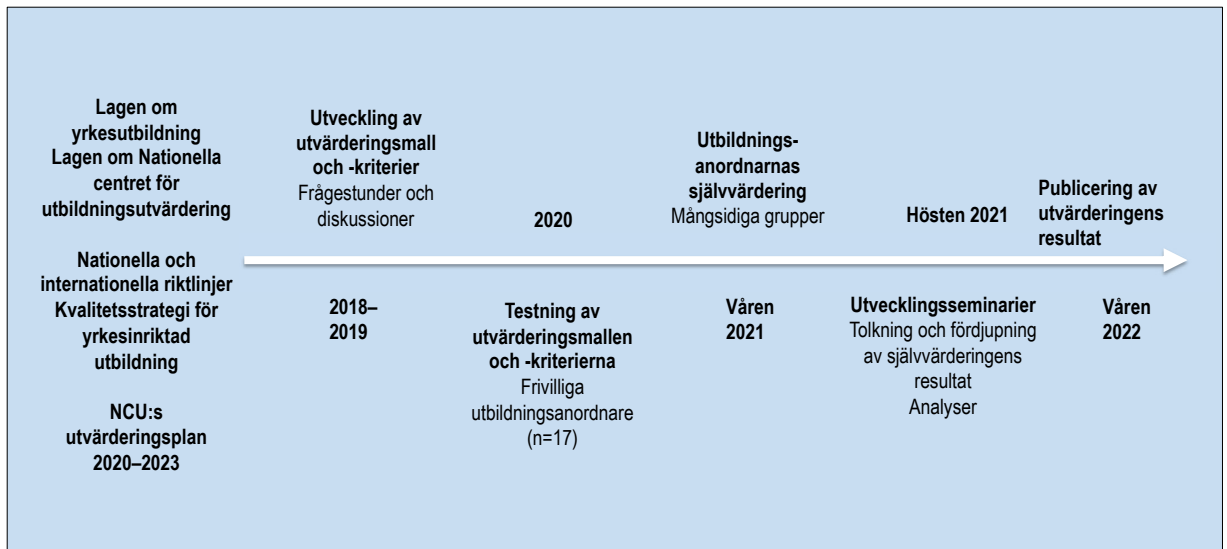 Lagen om
yrkesutbildning
Lagen om Nationella
centret för
utbildningsutvärdering
Nationella och
internationella riktlinjer
Kvalitetsstrategi för
yrkesinriktad
utbildning
NCU:s
utvärderingsplan
2020–2023
Utveckling av
utvärderingsmall
och -kriterier
Frågestunder och
diskussioner
2018–
2019
2020
Testning av
utvärderingsmallen
och -kriterierna
Frivilliga
utbildningsanordnare
(n=17)
Utbildnings-
anordnarnas
självvärdering
Mångsidiga grupper
Våren
2021
Hösten 2021
Utvecklingsseminarier
Tolkning och fördjupning
av självvärderingens
resultat
Analyser
Publicering av
utvärderingens
resultat
Våren
2022